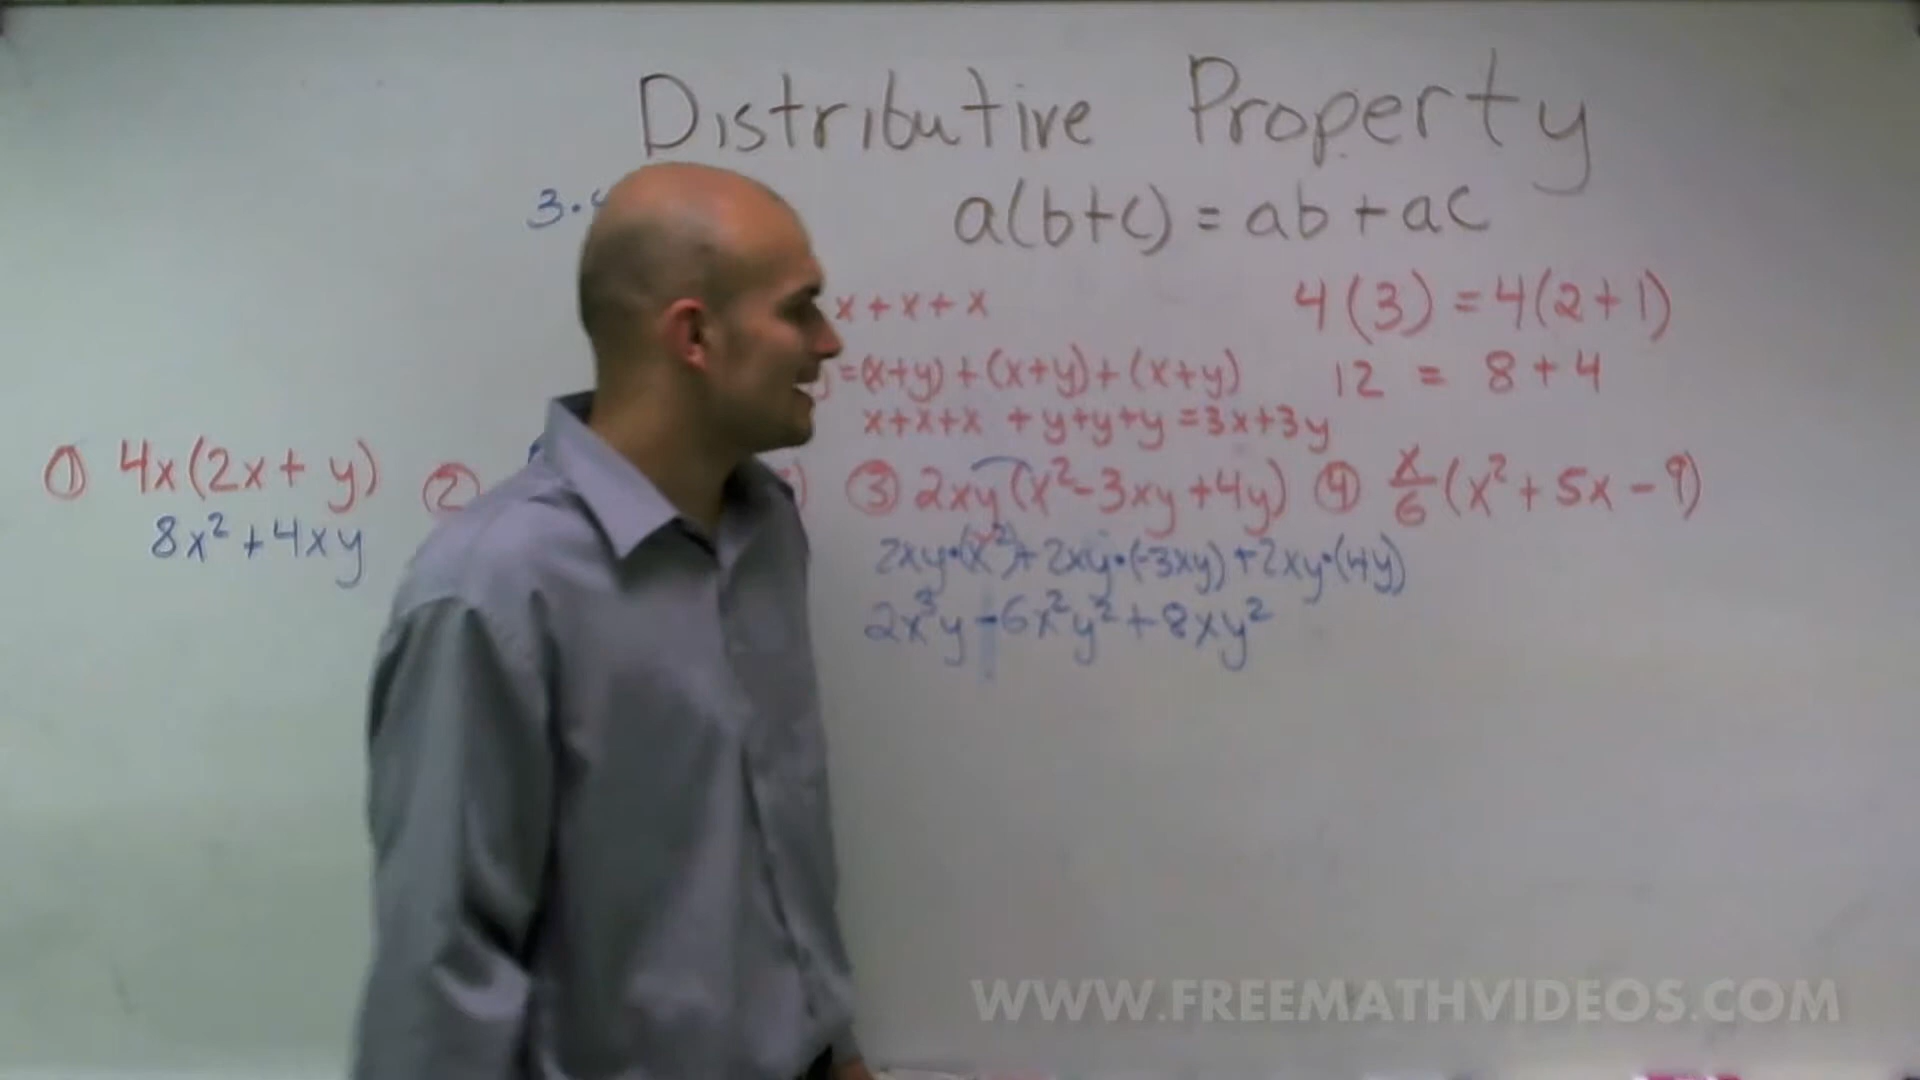 Distributive Property
3 •
a(b+c) = ab + ac
x + x + x
4(3) = 4(2+1)
= (x+y) + (x+y) + (x+y)
12 = 8 + 4
x+x+x + y+y+y = 3x+3y
① 4x(2x + y)
②
)
③ 2xy(x² - 3xy + 4y)
④ x/6 (x² + 5x - 9)
8x² + 4xy
2xy•(x²) + 2xy•(-3xy) + 2xy•(4y)
2x³y - 6x²y² + 8xy²
WWW.FREEMATHVIDEOS.COM